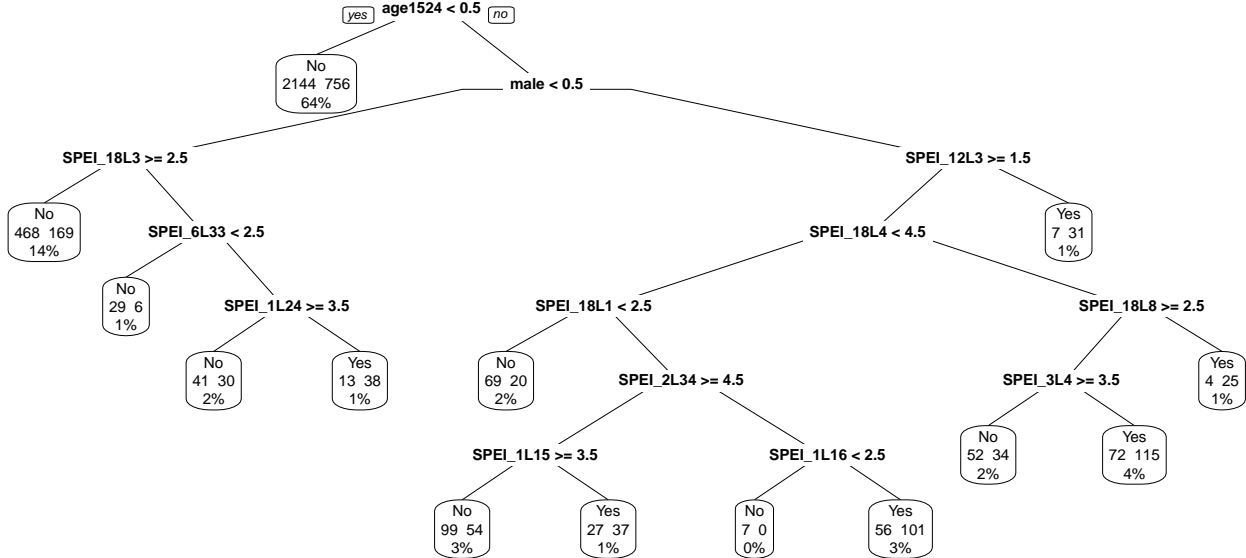 yes age1524 < 0.5 no
No
2144 756
64%
male < 0.5
SPEI_18L3 >= 2.5
SPEI_12L3 >= 1.5
No
468 169
14%
SPEI_6L33 < 2.5
SPEI_18L4 < 4.5
Yes
7 31
1%
No
29 6
1%
SPEI_1L24 >= 3.5
SPEI_18L1 < 2.5
SPEI_18L8 >= 2.5
No
41 30
2%
Yes
13 38
1%
No
69 20
2%
SPEI_2L34 >= 4.5
SPEI_3L4 >= 3.5
Yes
4 25
1%
SPEI_1L15 >= 3.5
SPEI_1L16 < 2.5
No
52 34
2%
Yes
72 115
4%
No
99 54
3%
Yes
27 37
1%
No
7 0
0%
Yes
56 101
3%